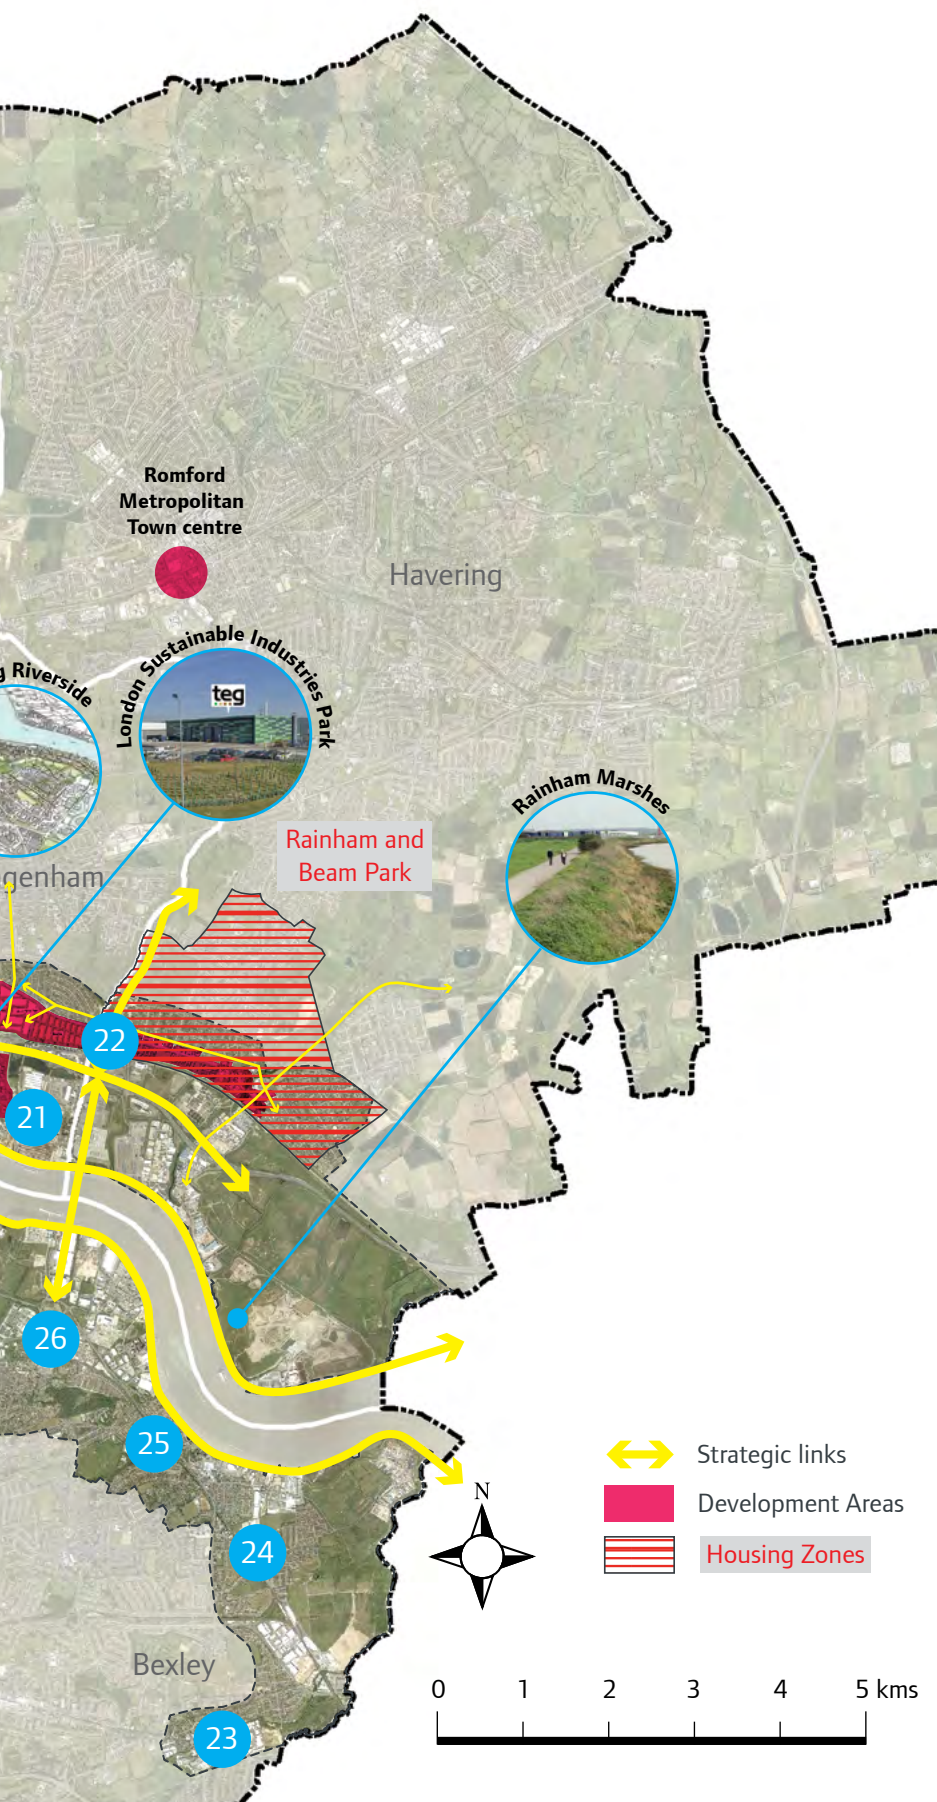 Romford
Metropolitan
Town centre
Havering
London Sustainable Industries Park
teg
g Riverside
Rainham Marshes
Rainham and
Beam Park
genham
22
21
26
25
24
23
Bexley
N
Strategic links
Development Areas
Housing Zones
0 1 2 3 4 5 kms